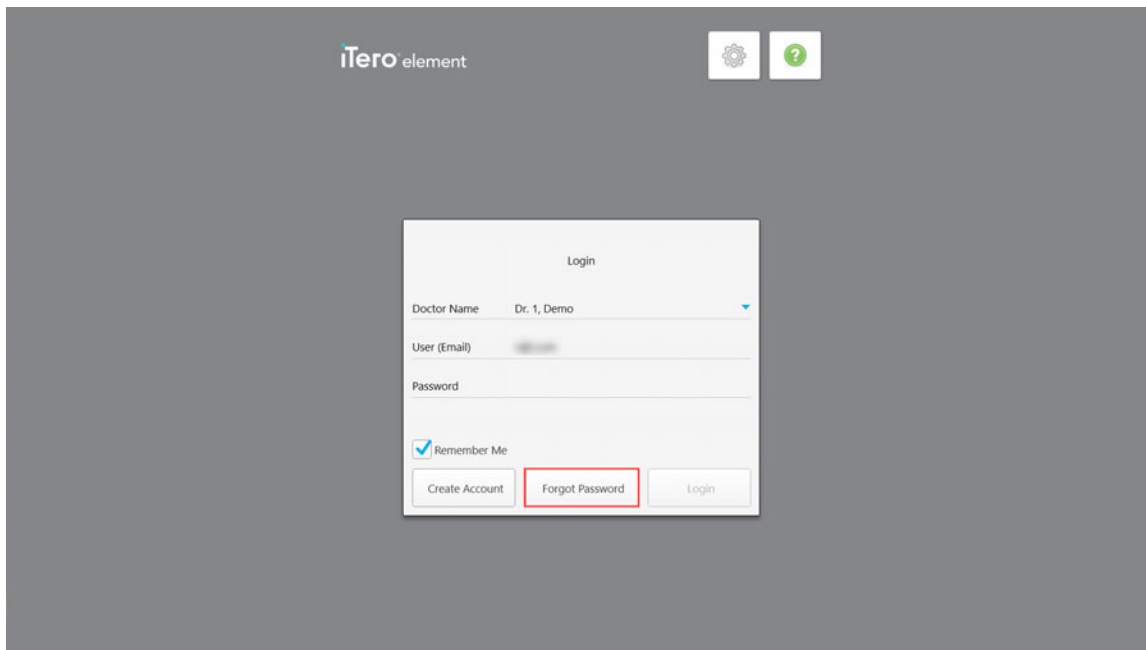 iTero element
?
Login
Doctor Name Dr. 1, Demo
User (Email)
Password
Remember Me
Create Account Forgot Password Login